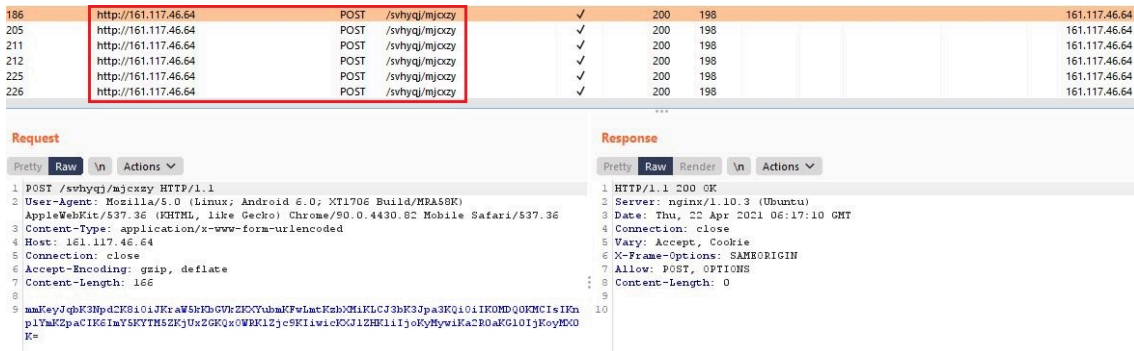 186 http://161.117.46.64 POST /svhyqj/mjcxzy ✓ 200 198 161.117.46.64
205 http://161.117.46.64 POST /svhyqj/mjcxzy ✓ 200 198 161.117.46.64
211 http://161.117.46.64 POST /svhyqj/mjcxzy ✓ 200 198 161.117.46.64
212 http://161.117.46.64 POST /svhyqj/mjcxzy ✓ 200 198 161.117.46.64
225 http://161.117.46.64 POST /svhyqj/mjcxzy ✓ 200 198 161.117.46.64
226 http://161.117.46.64 POST /svhyqj/mjcxzy ✓ 200 198 161.117.46.64
Request
Pretty Raw \n Actions
1 POST /svhyqj/mjcxzy HTTP/1.1
2 User-Agent: Mozilla/5.0 (Linux; Android 6.0; XT1706 Build/MRA58K)
AppleWebKit/537.36 (KHTML, like Gecko) Chrome/90.0.4430.82 Mobile Safari/537.36
3 Content-Type: application/x-www-form-urlencoded
4 Host: 161.117.46.64
5 Connection: close
6 Accept-Encoding: gzip, deflate
7 Content-Length: 166
8
9
K=
Response
Pretty Raw Render \n Actions
1 HTTP/1.1 200 OK
2 Server: nginx/1.10.3 (Ubuntu)
3 Date: Thu, 22 Apr 2021 06:17:10 GMT
4 Connection: close
5 Vary: Accept, Cookie
6 X-Frame-Options: SAMEORIGIN
7 Allow: POST, OPTIONS
8 Content-Length: 0
9
10